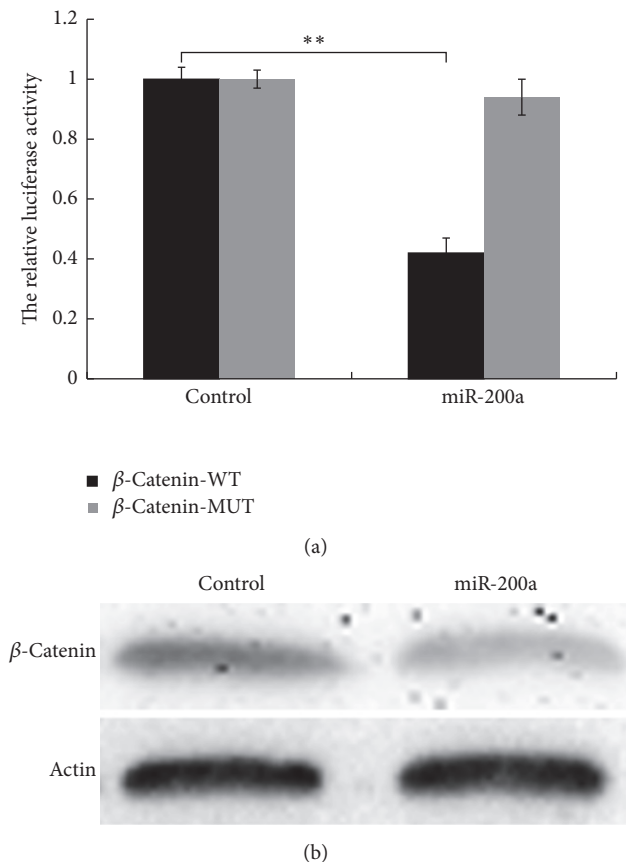 1.2
**
1
0.8
0.6
0.4
0.2
0
The relative luciferase activity
Control miR-200a
β-Catenin-WT
β-Catenin-MUT
(a)
Control miR-200a
β-Catenin
Actin
(b)